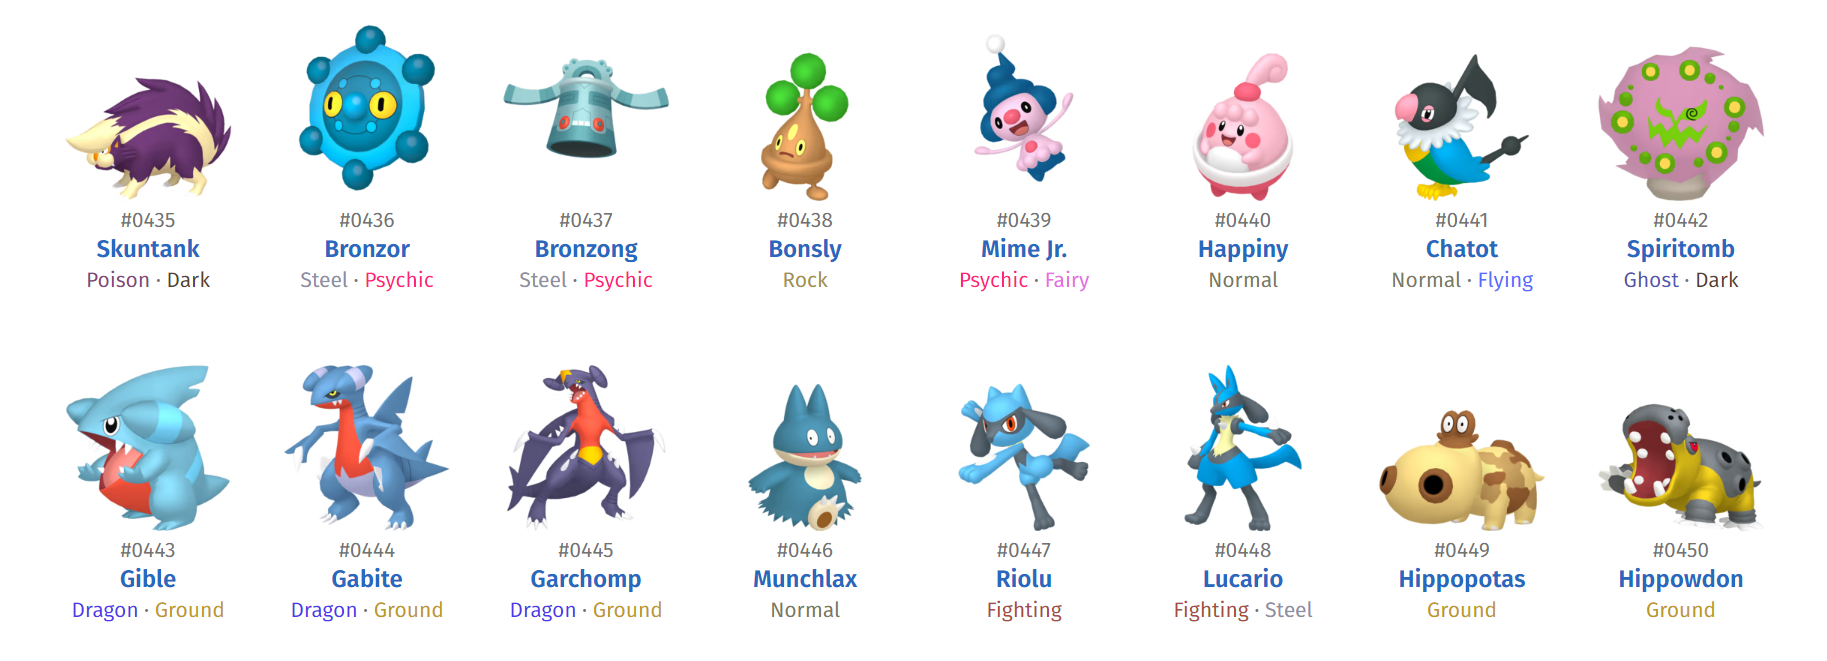 #0435 #0436 #0437 #0438 #0439 #0440 #0441 #0442
Skuntank Bronzor Bronzong Bonsly Mime Jr. Happiny Chatot Spiritomb
Poison · Dark Steel · Psychic Steel · Psychic Rock Psychic · Fairy Normal Normal · Flying Ghost · Dark
#0443 #0444 #0445 #0446 #0447 #0448 #0449 #0450
Gible Gabite Garchomp Munchlax Riolu Lucario Hippopotas Hippowdon
Dragon · Ground Dragon · Ground Dragon · Ground Normal Fighting Fighting · Steel Ground Ground